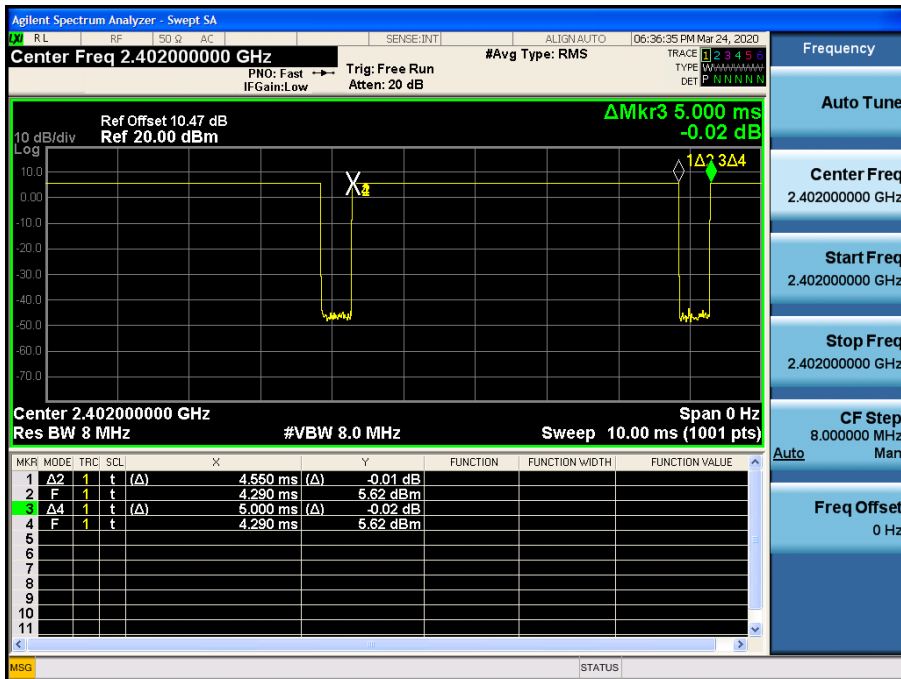 Agilent Spectrum Analyzer - Swept SA
LXI RL RF 50 Ω AC SENSE:INT ALIGNAUTO 06:36:35 PM Mar 24, 2020
Center Freq 2.402000000 GHz #Avg Type: RMS TRACE 1 2 3 4 5 6
PNO: Fast Trig: Free Run TYPE WWWWWW
IFGain:Low Atten: 20 dB DET P N N N N N
ΔMkr3 5.000 ms
-0.02 dB
Ref Offset 10.47 dB
10 dB/div Ref 20.00 dBm
Log
10.0
0.00
-10.0
-20.0
-30.0
-40.0
-50.0
-60.0
-70.0
1Δ2 3Δ4
Center 2.402000000 GHz Span 0 Hz
Res BW 8 MHz #VBW 8.0 MHz Sweep 10.00 ms (1001 pts)
MKR MODE TRC SCL X Y FUNCTION FUNCTION WIDTH FUNCTION VALUE
1 Δ2 1 t (Δ) 4.550 ms (Δ) -0.01 dB
2 F 1 t 4.290 ms 5.62 dBm
3 Δ4 1 t (Δ) 5.000 ms (Δ) -0.02 dB
4 F 1 t 4.290 ms 5.62 dBm
5
6
7
8
9
10
11
MSG STATUS
Frequency
Auto Tune
Center Freq
2.402000000 GHz
Start Freq
2.402000000 GHz
Stop Freq
2.402000000 GHz
CF Step
8.000000 MHz
Auto Man
Freq Offset
0 Hz